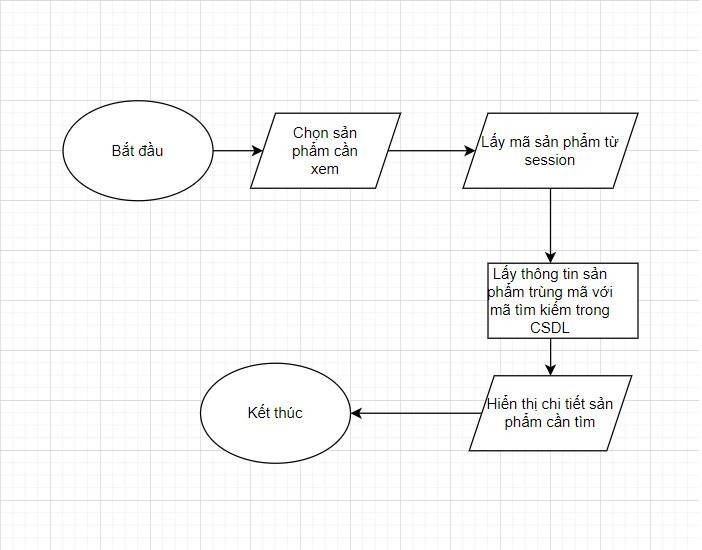 Bắt đầu
Chọn sản
phẩm cần
xem
Lấy mã sản phẩm từ
session
Lấy thông tin sản
phẩm trùng mã với
mã tìm kiếm trong
CSDL
Hiển thị chi tiết sản
phẩm cần tìm
Kết thúc